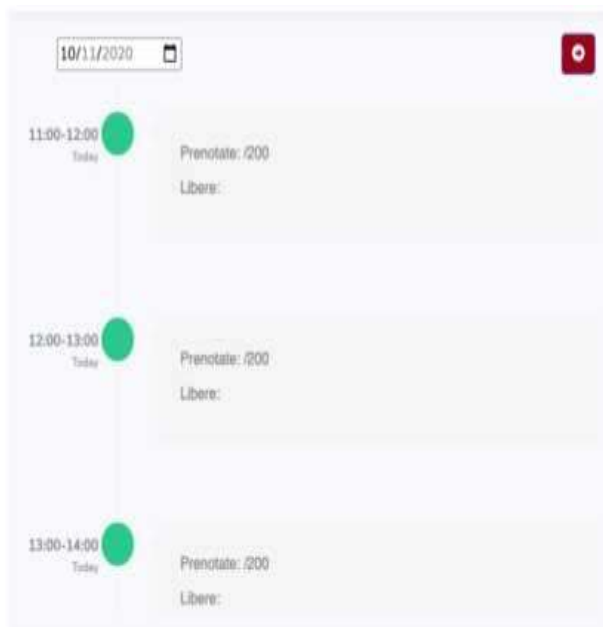 10/11/2020
11:00-12:00
Today
Prenotate: /200
Libere:
12:00-13:00
Today
Prenotate: /200
Libere:
13:00-14:00
Today
Prenotate: /200
Libere: